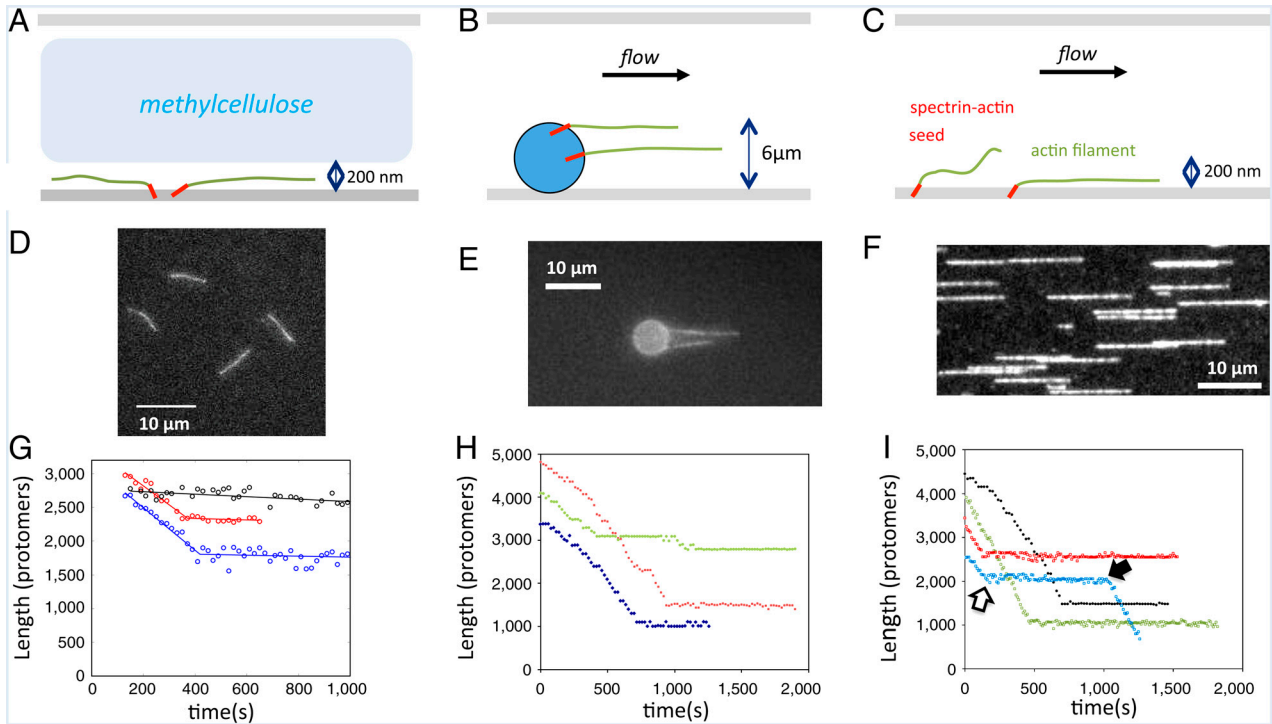 A
methylcellulose
200 nm
B
flow
6μm
C
flow
spectrin-actin
seed
actin filament
200 nm
D
10 μm
E
10 μm
F
10 μm
G
Length (protomers)
3,000
2,500
2,000
1,500
1,000
500
0
0 200 400 600 800 1,000
time(s)
H
Length (protomers)
5,000
4,000
3,000
2,000
1,000
0
0 500 1,000 1,500 2,000
time(s)
I
Length (protomers)
5,000
4,000
3,000
2,000
1,000
0
0 500 1,000 1,500 2,000
time(s)